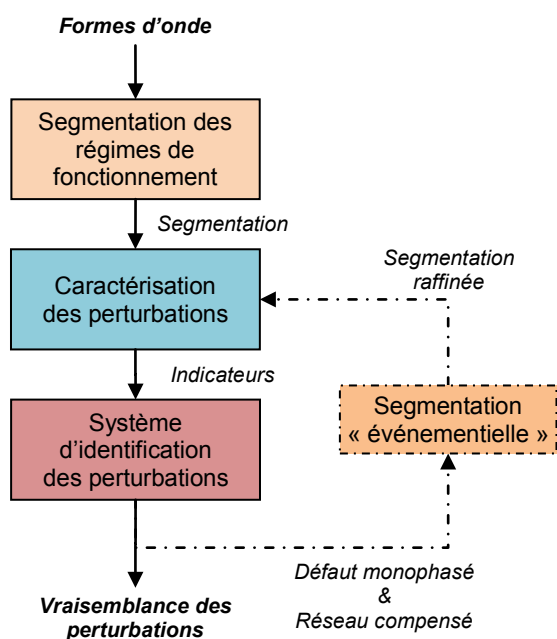 Formes d'onde
Segmentation des
régimes de
fonctionnement
Segmentation
Caractérisation
des perturbations
Segmentation
raffinée
Indicateurs
Système
d'identification
des perturbations
Segmentation
« événementielle »
Défaut monophasé
&
Réseau compensé
Vraisemblance des
perturbations